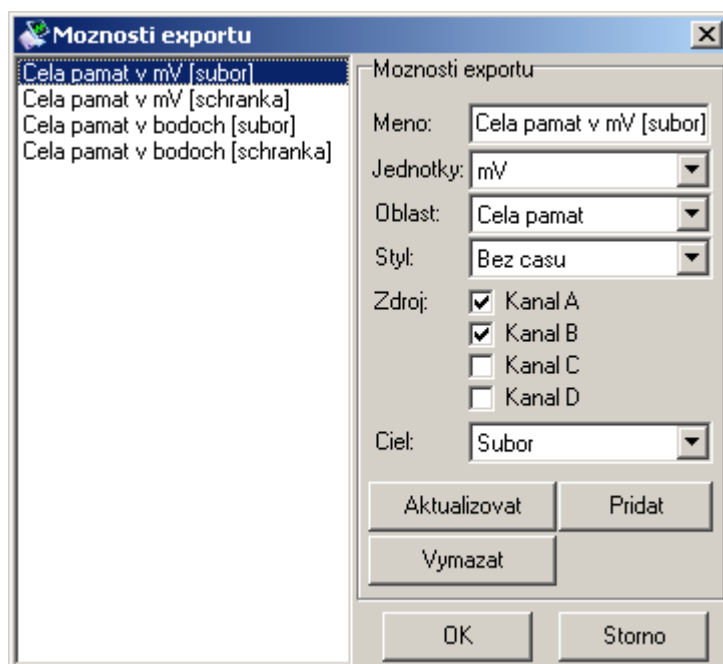 Moznosti exportu
Cela pamat v mV [subor]
Cela pamat v mV [schranka]
Cela pamat v bodoch [subor]
Cela pamat v bodoch [schranka]
Moznosti exportu
Meno: Cela pamat v mV [subor]
Jednotky: mV
Oblast: Cela pamat
Styl: Bez casu
Zdroj: Kanal A
Kanal B
Kanal C
Kanal D
Ciel: Subor
Aktualizovat Pridat
Vymazat
OK Storno